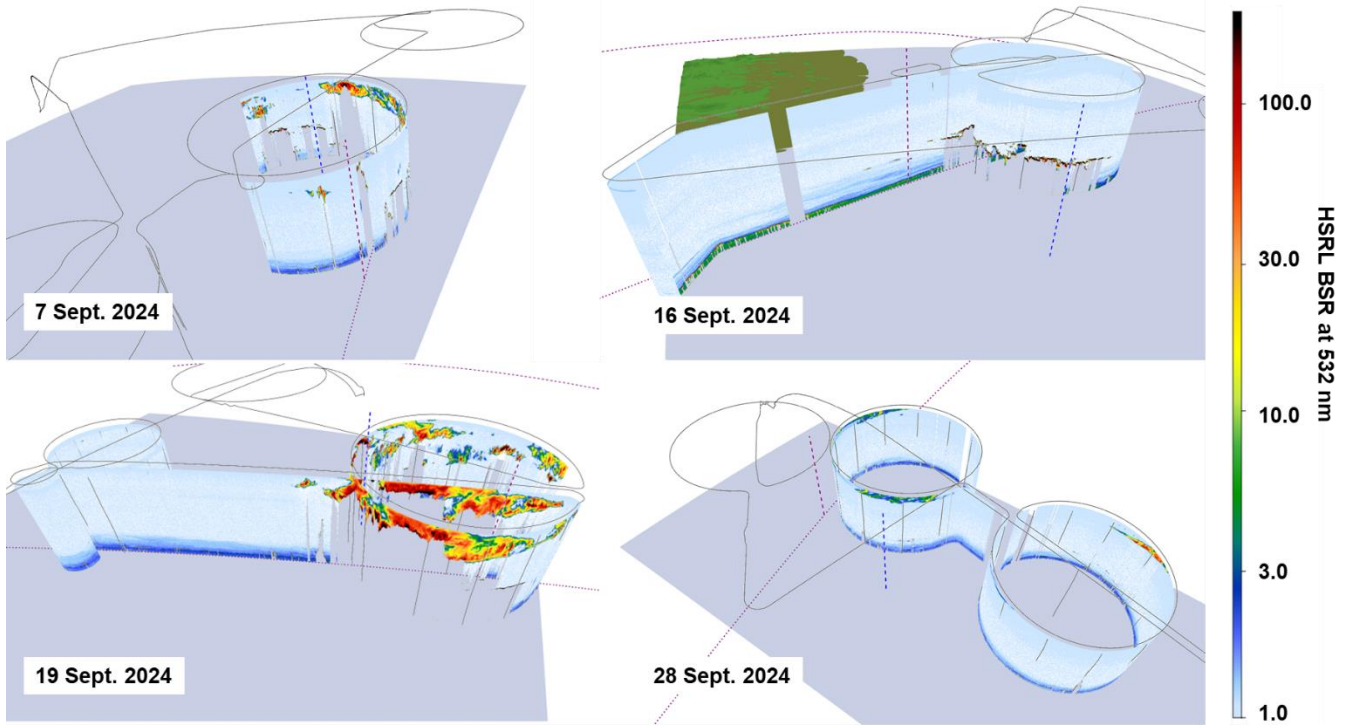 7 Sept. 2024
16 Sept. 2024
19 Sept. 2024
28 Sept. 2024
100.0
30.0
10.0
3.0
1.0
HSRL BSR at 532 nm